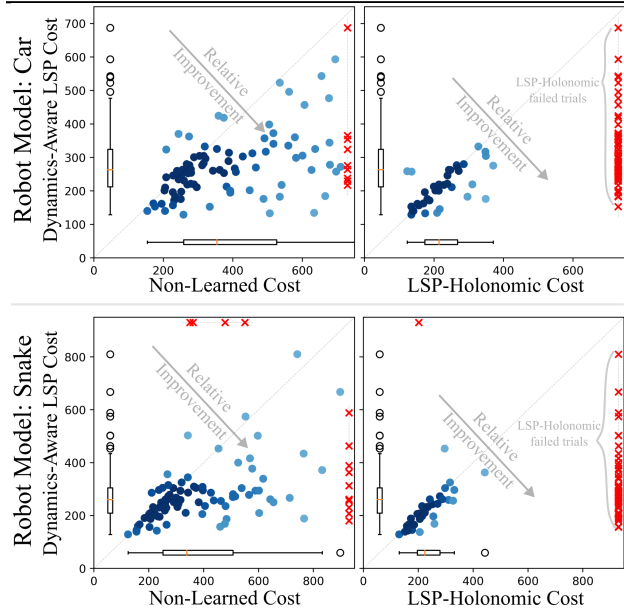 Robot Model: Car
Dynamics-Aware LSP Cost
700
600
500
400
300
200
100
0
0
200
400
600
Non-Learned Cost
Relative
Improvement
0
200
400
600
LSP-Holonomic Cost
Relative
Improvement
LSP-Holonomic
failed trials
Robot Model: Snake
Dynamics-Aware LSP Cost
800
600
400
200
0
0
200
400
600
800
Non-Learned Cost
Relative
Improvement
0
200
400
600
800
LSP-Holonomic Cost
Relative
Improvement
LSP-Holonomic
failed trials